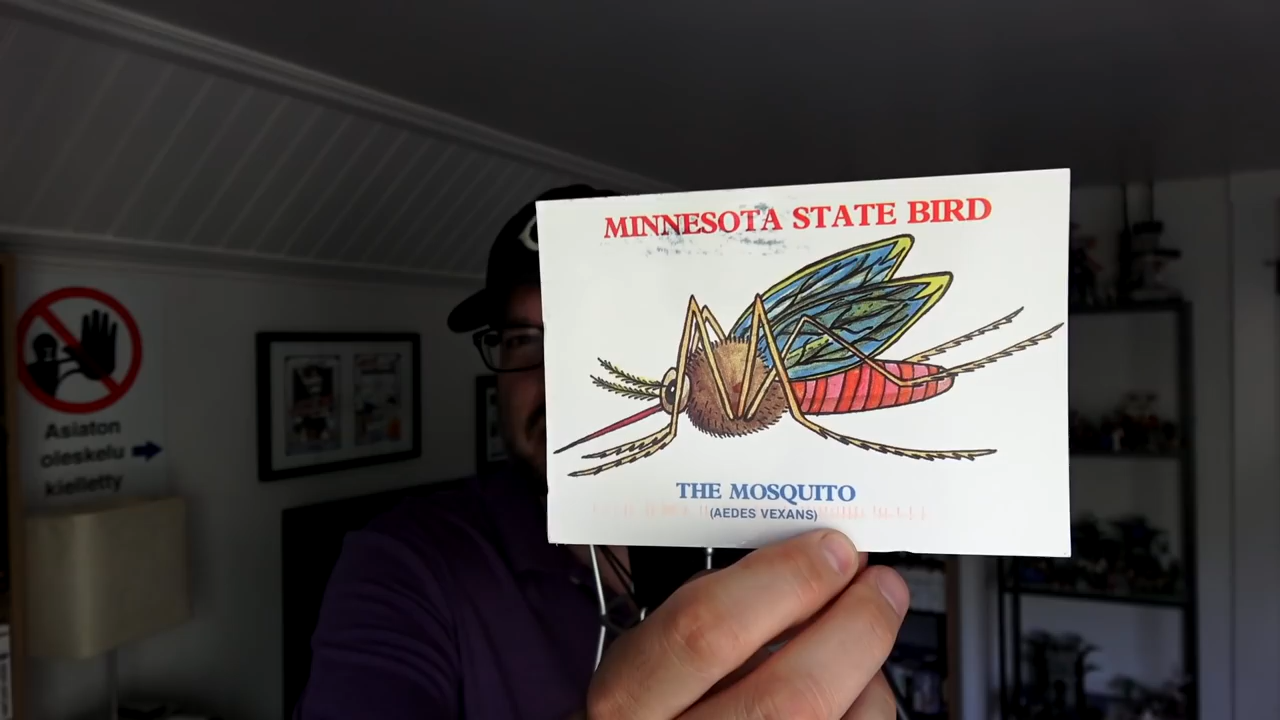 MINNESOTA STATE BIRD
THE MOSQUITO
(AEDES VEXANS)
Asiaton
oleskelu
kielletty